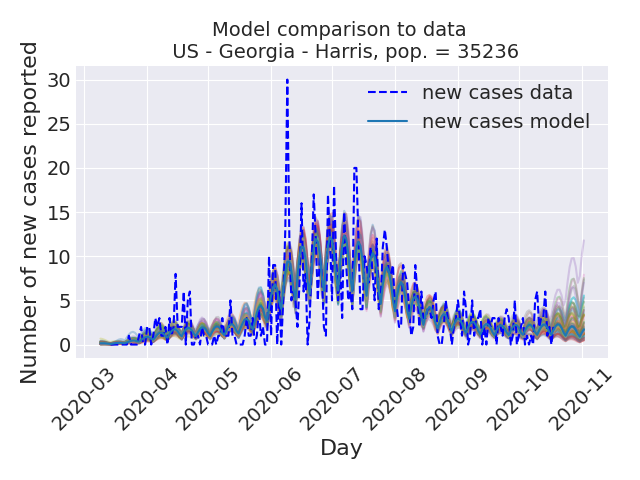 Model comparison to data
US - Georgia - Harris, pop. = 35236
Number of new cases reported
30
25
20
15
10
5
0
new cases data
new cases model
2020-03
2020-04
2020-05
2020-06
2020-07
2020-08
2020-09
2020-10
2020-11
Day